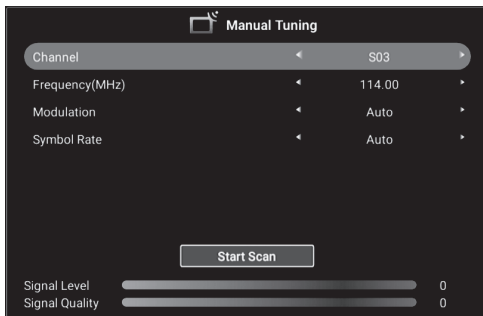 Manual Tuning
Channel S03
Frequency(MHz) 114.00
Modulation Auto
Symbol Rate Auto
Start Scan
Signal Level 0
Signal Quality 0